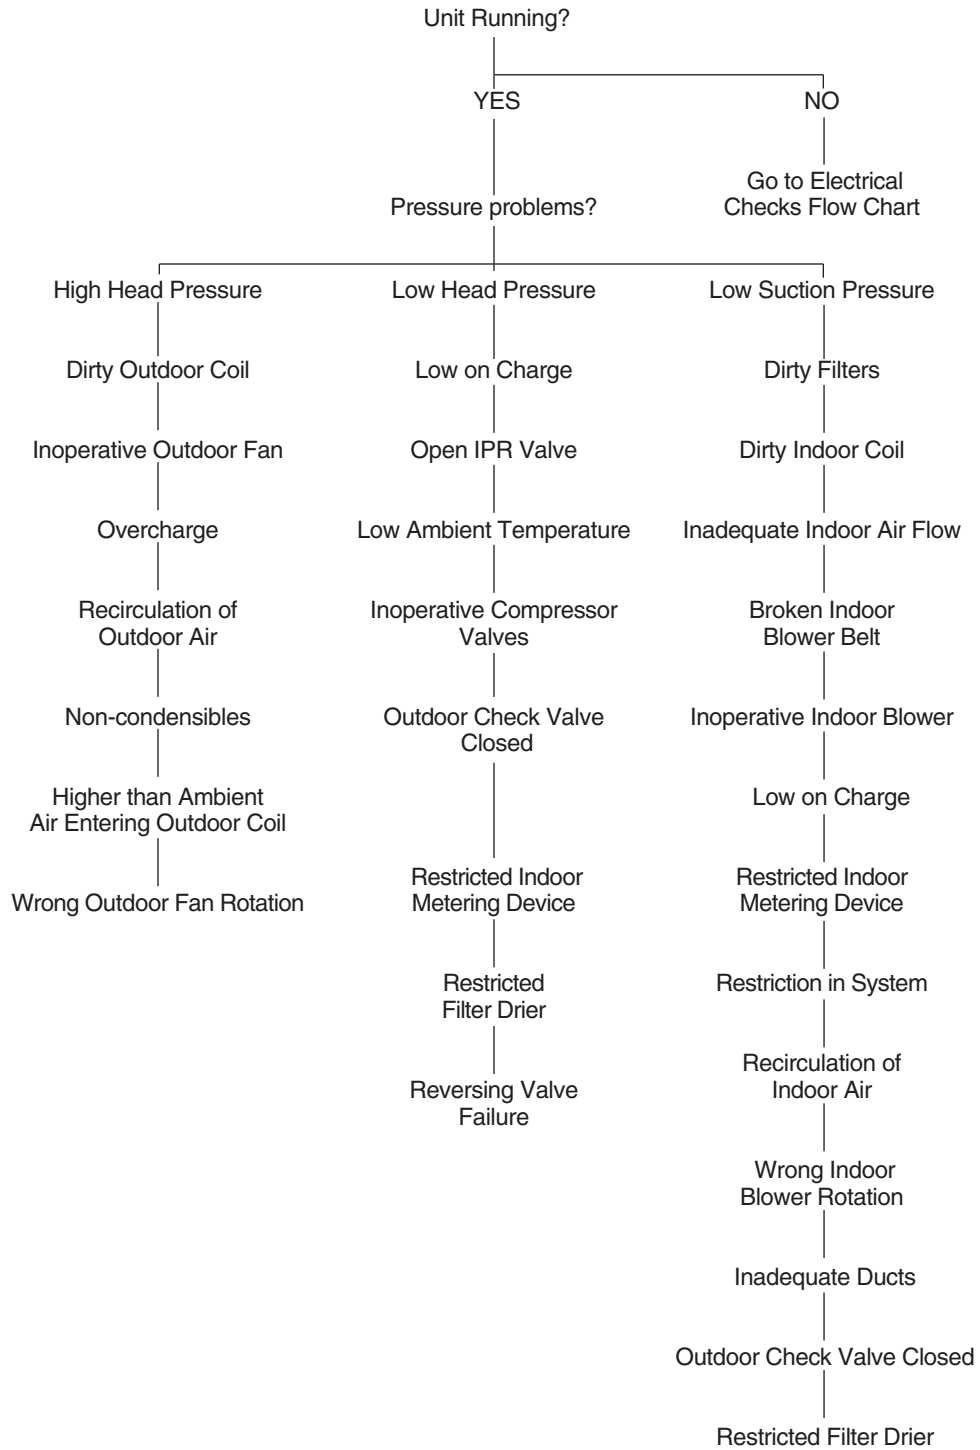 Unit Running?
YES
NO
Go to Electrical
Checks Flow Chart
Pressure problems?
High Head Pressure
Low Head Pressure
Low Suction Pressure
Dirty Outdoor Coil
Inoperative Outdoor Fan
Overcharge
Recirculation of
Outdoor Air
Non-condensibles
Higher than Ambient
Air Entering Outdoor Coil
Wrong Outdoor Fan Rotation
Low on Charge
Open IPR Valve
Low Ambient Temperature
Inoperative Compressor
Valves
Outdoor Check Valve
Closed
Restricted Indoor
Metering Device
Restricted
Filter Drier
Reversing Valve
Failure
Dirty Filters
Dirty Indoor Coil
Inadequate Indoor Air Flow
Broken Indoor
Blower Belt
Inoperative Indoor Blower
Low on Charge
Restricted Indoor
Metering Device
Restriction in System
Recirculation of
Indoor Air
Wrong Indoor
Blower Rotation
Inadequate Ducts
Outdoor Check Valve Closed
Restricted Filter Drier